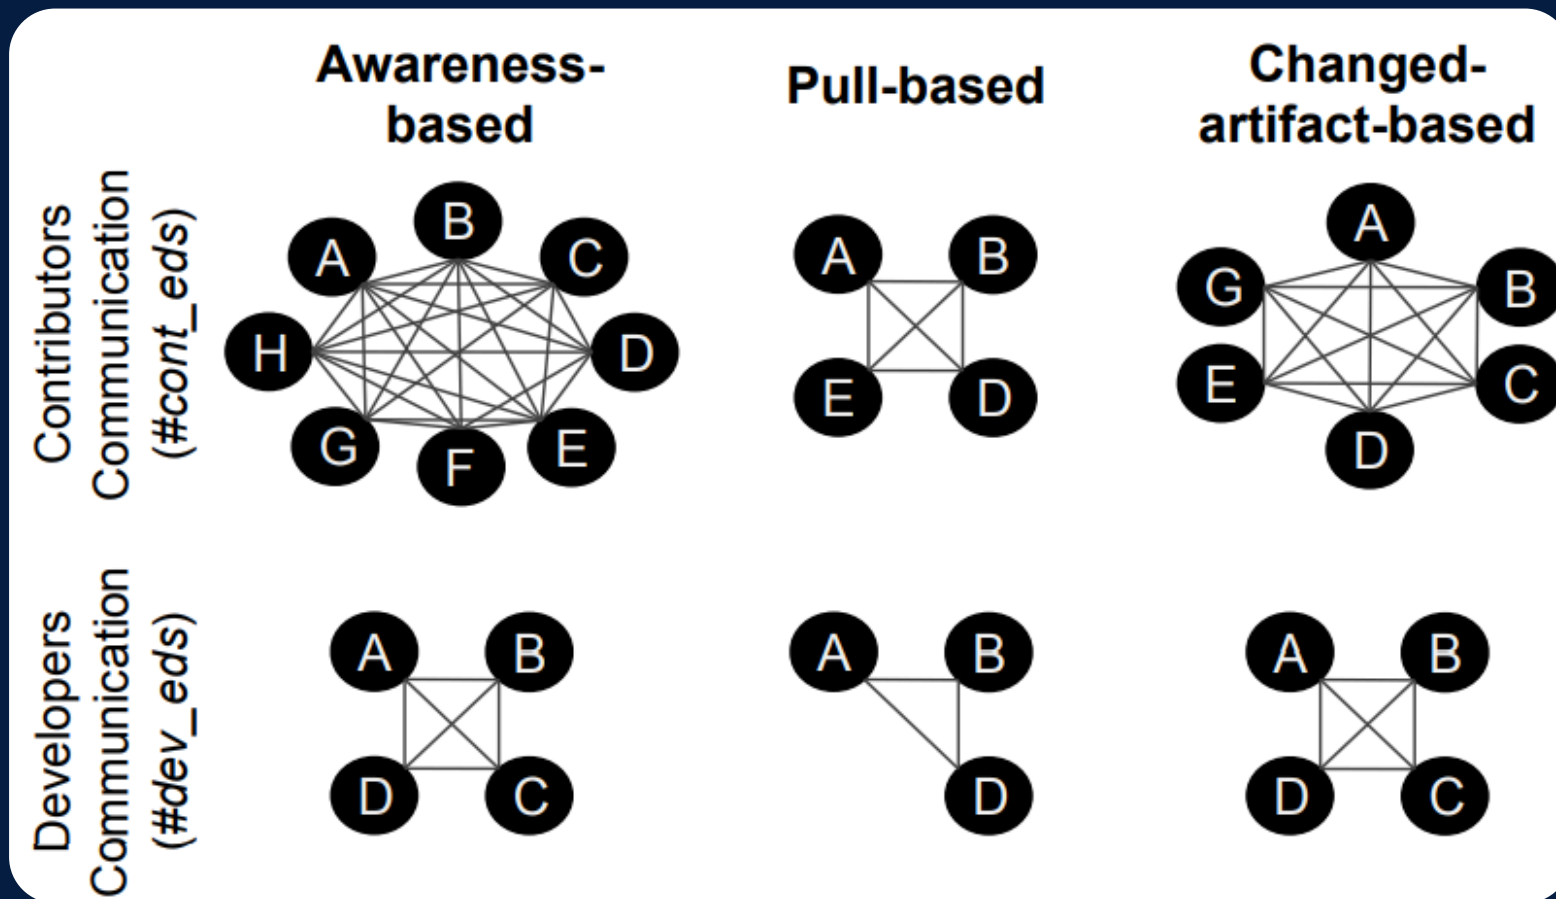 Awareness-
based
Pull-based
Changed-
artifact-based
Contributors
Communication
(#cont_eds)
A
B
C
H
D
G
F
E
A
B
E
D
A
G
B
E
C
D
Developers
Communication
(#dev_eds)
A
B
D
C
A
B
D
A
B
D
C